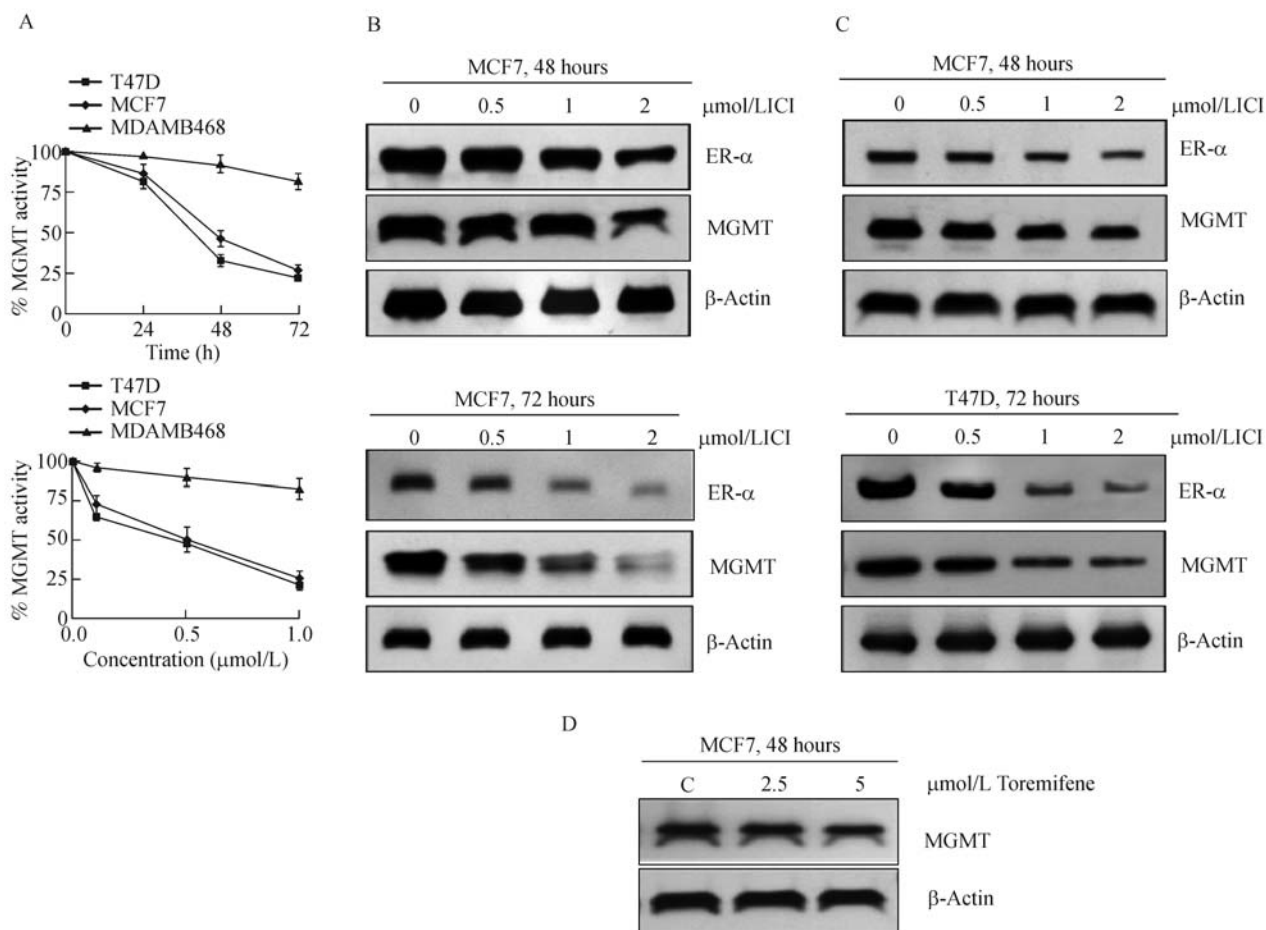 A
T47D
MCF7
MDAMB468
% MGMT activity
100
75
50
25
0
0 24 48 72
Time (h)
T47D
MCF7
MDAMB468
% MGMT activity
100
75
50
25
0
0.0 0.5 1.0
Concentration (μmol/L)
B
MCF7, 48 hours
0 0.5 1 2 μmol/LICI
ER-α
MGMT
β-Actin
MCF7, 72 hours
0 0.5 1 2 μmol/LICI
ER-α
MGMT
β-Actin
C
MCF7, 48 hours
0 0.5 1 2 μmol/LICI
ER-α
MGMT
β-Actin
T47D, 72 hours
0 0.5 1 2 μmol/LICI
ER-α
MGMT
β-Actin
D
MCF7, 48 hours
C 2.5 5 μmol/L Toremifene
MGMT
β-Actin